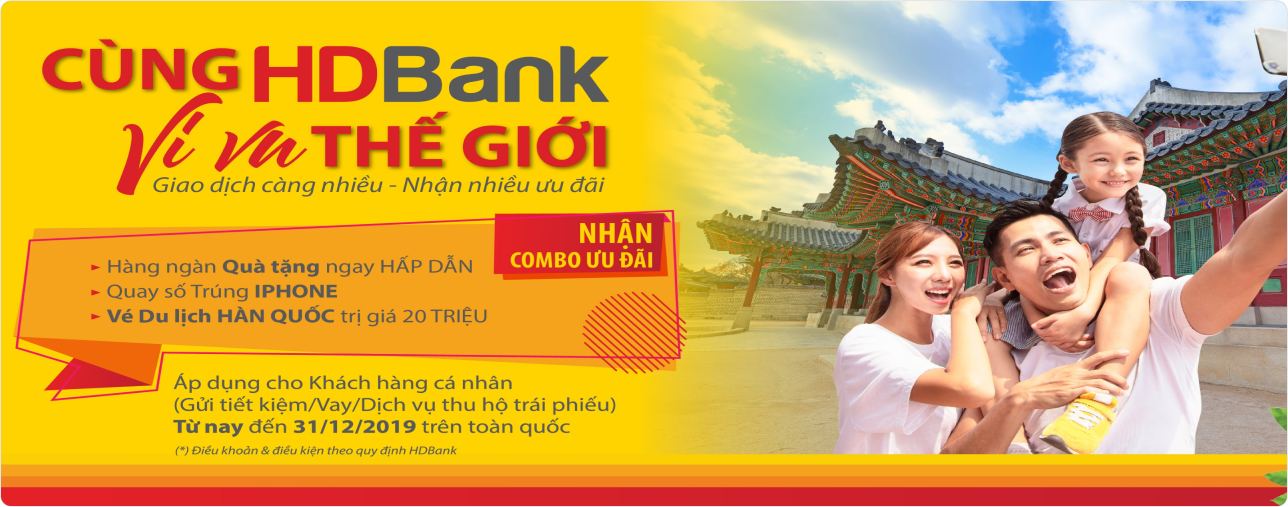 CÙNG HDBank
Vi vu THẾ GIỚI
Giao dịch càng nhiều - Nhận nhiều ưu đãi
NHẬN
COMBO ƯU ĐÃI
► Hàng ngàn Quà tặng ngay HẤP DẪN
► Quay số Trúng IPHONE
► Vé Du lịch HÀN QUỐC trị giá 20 TRIỆU
Áp dụng cho Khách hàng cá nhân
(Gửi tiết kiệm/Vay/Dịch vụ thu hộ trái phiếu)
Từ nay đến 31/12/2019 trên toàn quốc
(*) Điều khoản & điều kiện theo quy định HDBank